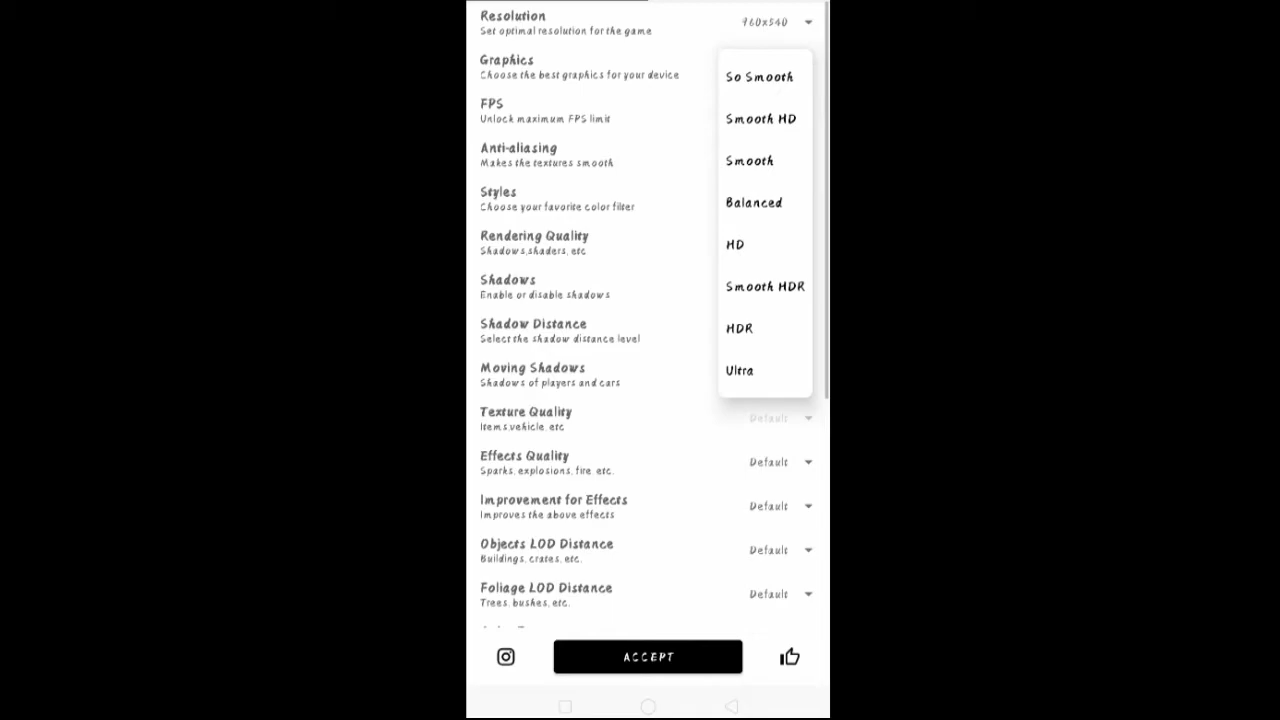 Resolution
Set optimal resolution for the game
960x540
Graphics
Choose the best graphics for your device
So Smooth
FPS
Unlock maximum FPS limit
Smooth HD
Anti-aliasing
Makes the textures smooth
Smooth
Styles
Choose your favorite color filter
Balanced
Rendering Quality
Shadows,shaders, etc
HD
Shadows
Enable or disable shadows
Smooth HDR
Shadow Distance
Select the shadow distance level
HDR
Moving Shadows
Shadows of players and cars
Ultra
Texture Quality
Items,vehicle, etc
Default
Effects Quality
Sparks, explosions, fire, etc.
Default
Improvement for Effects
Improves the above effects
Default
Objects LOD Distance
Buildings, crates, etc.
Default
Foliage LOD Distance
Trees, bushes, etc.
Default
ACCEPT